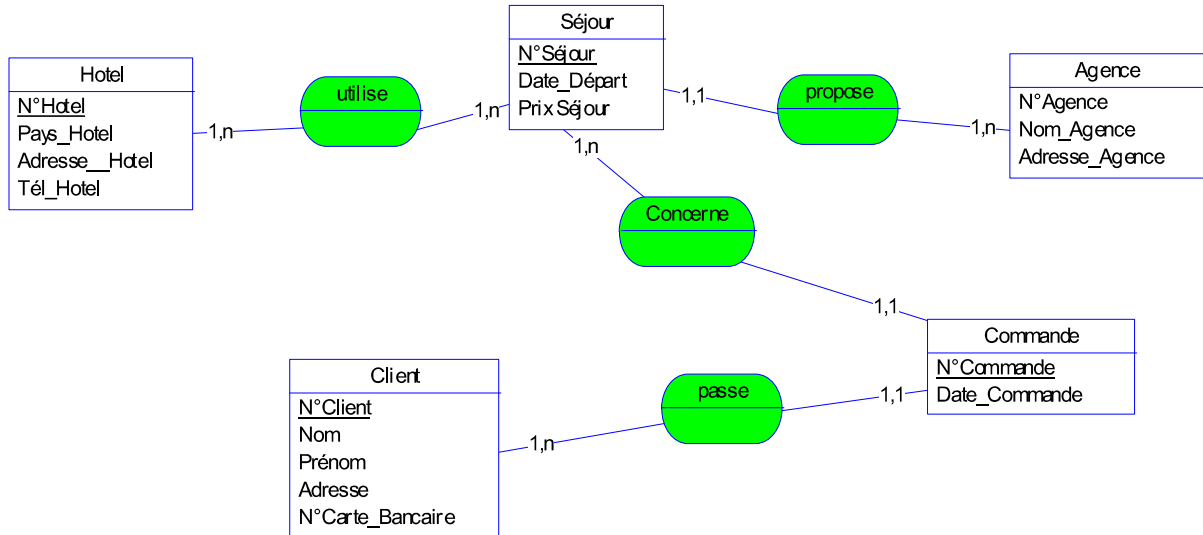 Séjour
N°Séjour
Date_Départ
Prix Séjour
Hotel
N°Hotel
Pays_Hotel
Adresse__Hotel
Tél_Hotel
1,n
utilise
1,n
1,1
propose
1,n
Agence
N°Agence
Nom_Agence
Adresse_Agence
1,n
Concerne
1,1
Commande
N°Commande
Date_Commande
Client
N°Client
Nom
Prénom
Adresse
N°Carte_Bancaire
1,n
passe
1,1